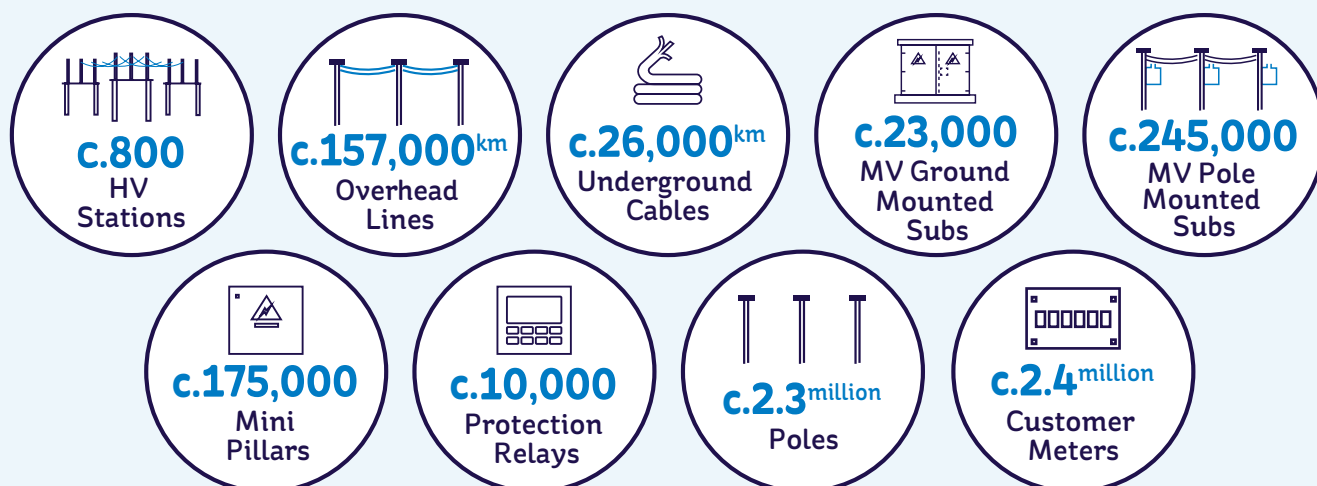 c.800
HV
Stations
c.157,000km
Overhead
Lines
c.26,000km
Underground
Cables
c.23,000
MV Ground
Mounted
Subs
c.245,000
MV Pole
Mounted
Subs
c.175,000
Mini
Pillars
c.10,000
Protection
Relays
c.2.3million
Poles
c.2.4million
Customer
Meters